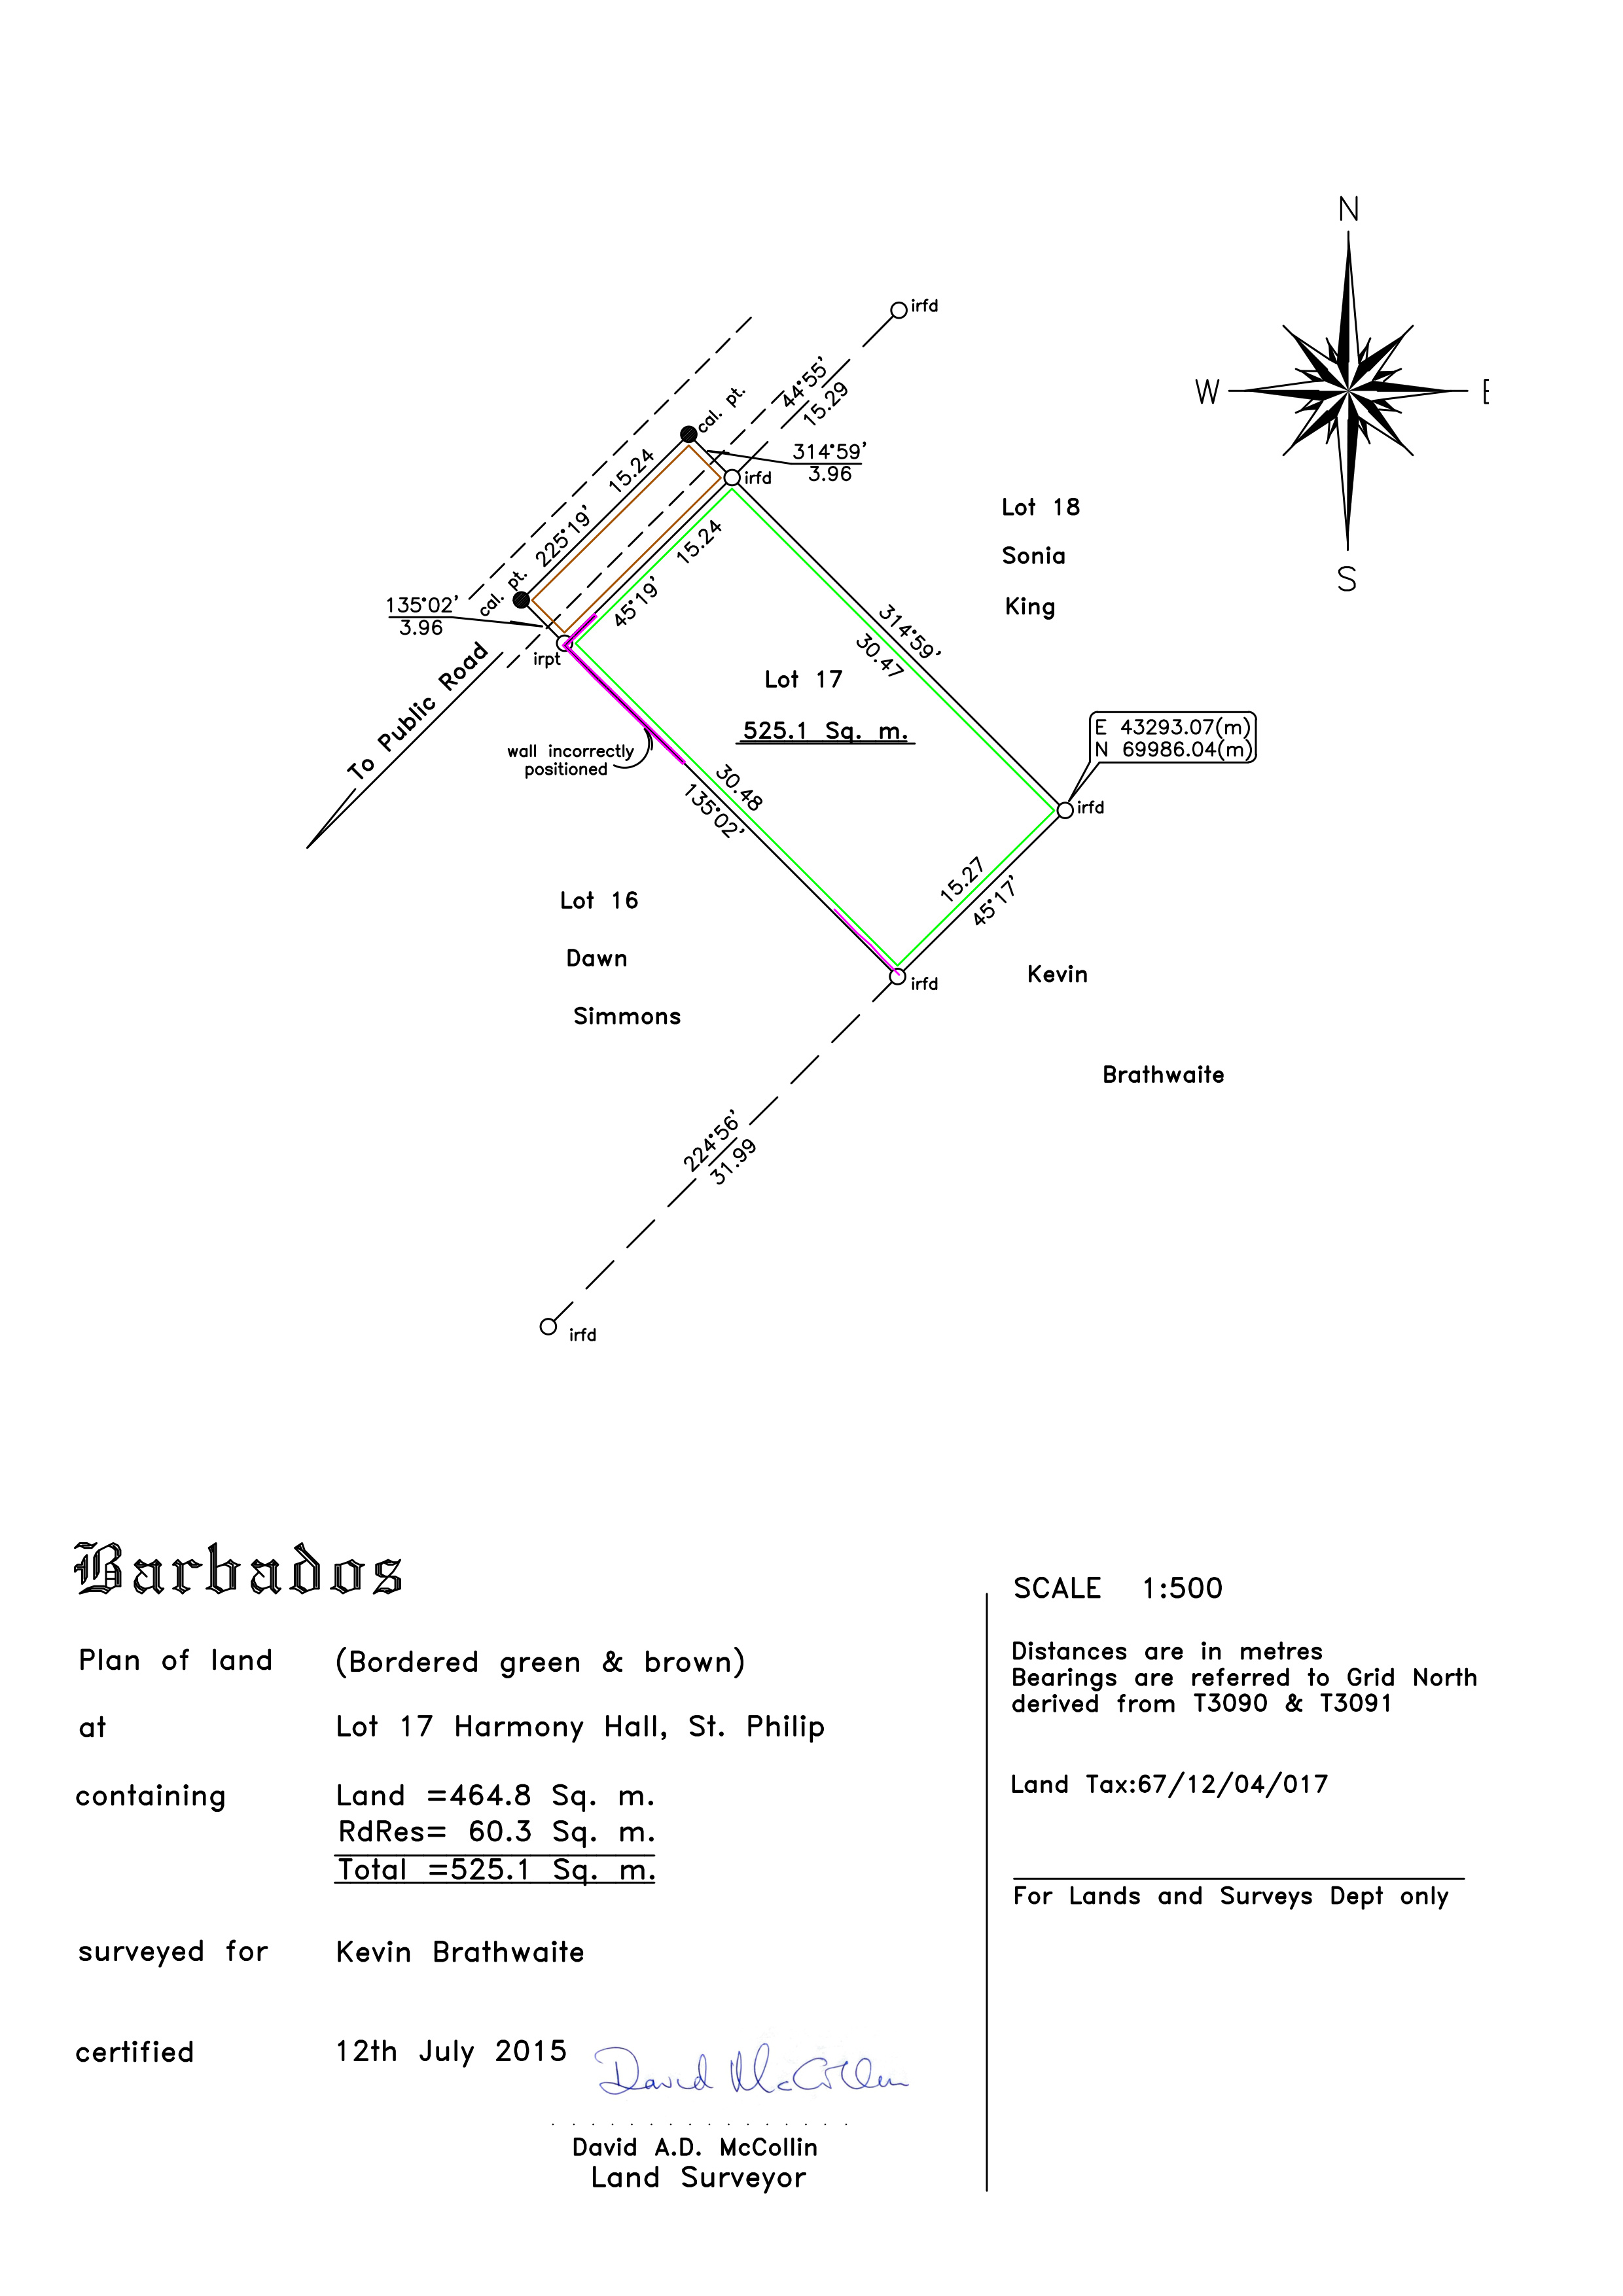 N
W
E
S
irfd
44°55’
15.29
cal. pt.
314°59’
3.96
irfd
15.24
225°19’
cal. pt.
15.24
45°19’
135°02’
3.96
irpt
To Public Road
Lot 18
Sonia
King
314°59’
30.47
Lot 17
525.1 Sq. m.
E 43293.07(m)
N 69986.04(m)
irfd
wall incorrectly
positioned
30.48
135°02’
15.27
45°17’
Lot 16
Dawn
Simmons
irfd
Kevin
Brathwaite
224°56’
31.99
irfd
Barbados
Plan of land (Bordered green & brown)
at Lot 17 Harmony Hall, St. Philip
containing Land =464.8 Sq. m.
RdRes= 60.3 Sq. m.
Total =525.1 Sq. m.
surveyed for Kevin Brathwaite
certified 12th July 2015
David McCollin
David A.D. McCollin
Land Surveyor
SCALE 1:500
Distances are in metres
Bearings are referred to Grid North
derived from T3090 & T3091
Land Tax:67/12/04/017
For Lands and Surveys Dept only